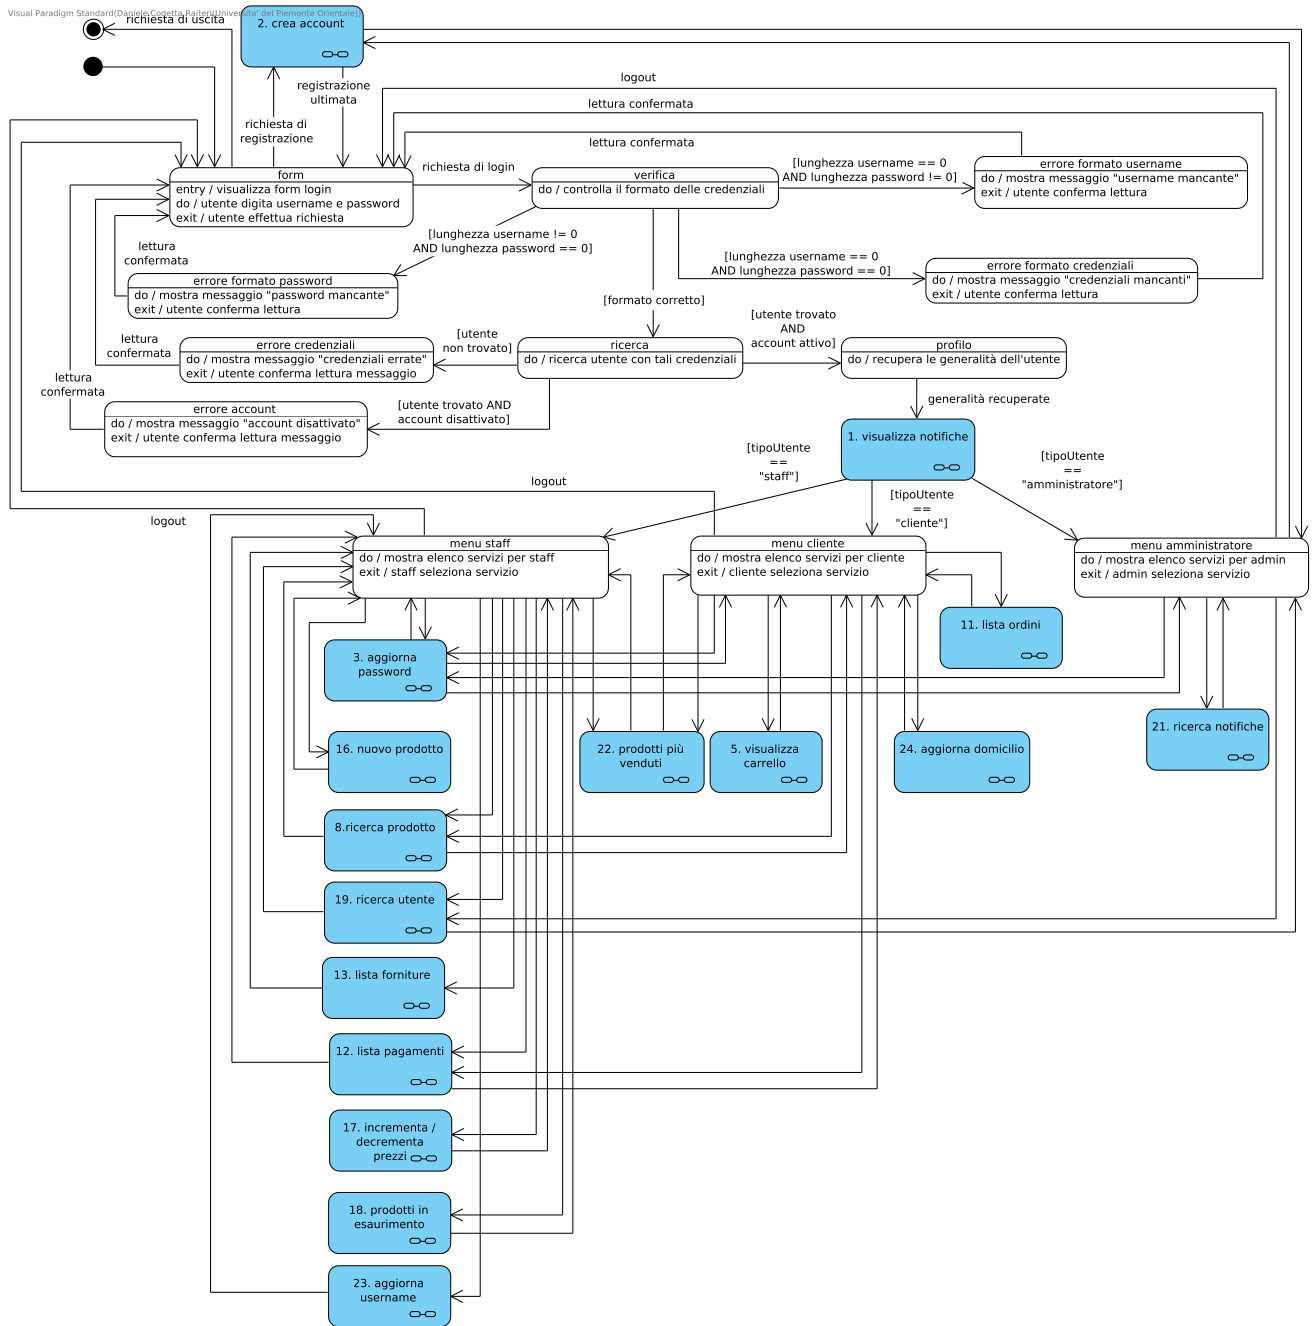 Visual Paradigm Standard(Daniele Codetta Raiteri(Universita' del Piemonte Orientale))
richiesta di uscita
2. crea account
registrazione
ultimata
richiesta di
registrazione
logout
lettura confermata
lettura confermata
richiesta di login
form
entry / visualizza form login
do / utente digita username e password
exit / utente effettua richiesta
verifica
do / controlla il formato delle credenziali
[lunghezza username == 0
AND lunghezza password != 0]
errore formato username
do / mostra messaggio "username mancante"
exit / utente conferma lettura
[lunghezza username != 0
AND lunghezza password == 0]
[lunghezza username == 0
AND lunghezza password == 0]
errore formato credenziali
do / mostra messaggio "credenziali mancanti"
exit / utente conferma lettura
lettura
confermata
errore formato password
do / mostra messaggio "password mancante"
exit / utente conferma lettura
[formato corretto]
lettura
confermata
errore credenziali
do / mostra messaggio "credenziali errate"
exit / utente conferma lettura messaggio
[utente
non trovato]
ricerca
do / ricerca utente con tali credenziali
[utente trovato
AND
account attivo]
profilo
do / recupera le generalità dell'utente
lettura
confermata
errore account
do / mostra messaggio "account disattivato"
exit / utente conferma lettura messaggio
[utente trovato AND
account disattivato]
generalità recuperate
1. visualizza notifiche
[tipoUtente
==
"staff"]
[tipoUtente
==
"cliente"]
[tipoUtente
==
"amministratore"]
logout
logout
menu staff
do / mostra elenco servizi per staff
exit / staff seleziona servizio
menu cliente
do / mostra elenco servizi per cliente
exit / cliente seleziona servizio
menu amministratore
do / mostra elenco servizi per admin
exit / admin seleziona servizio
11. lista ordini
3. aggiorna
password
16. nuovo prodotto
22. prodotti più
venduti
5. visualizza
carrello
24. aggiorna domicilio
21. ricerca notifiche
8.ricerca prodotto
19. ricerca utente
13. lista forniture
12. lista pagamenti
17. incrementa /
decrementa
prezzi
18. prodotti in
esaurimento
23. aggiorna
username